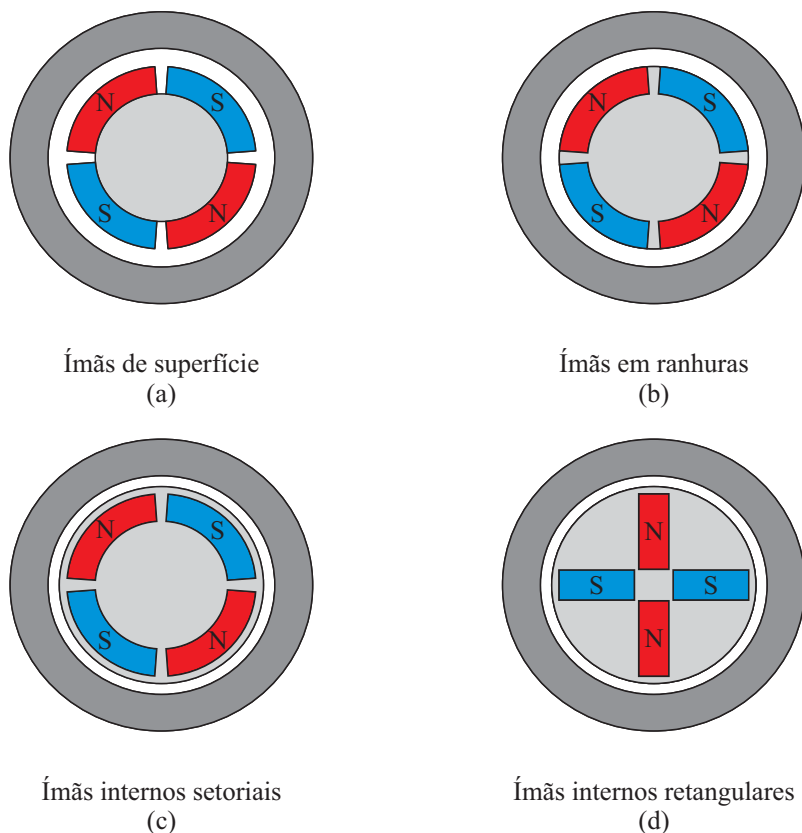 N S
S N
N S
S N
Ímãs de superfície
(a)
Ímãs em ranhuras
(b)
N S
S N
N
S S
N
Ímãs internos setoriais
(c)
Ímãs internos retangulares
(d)